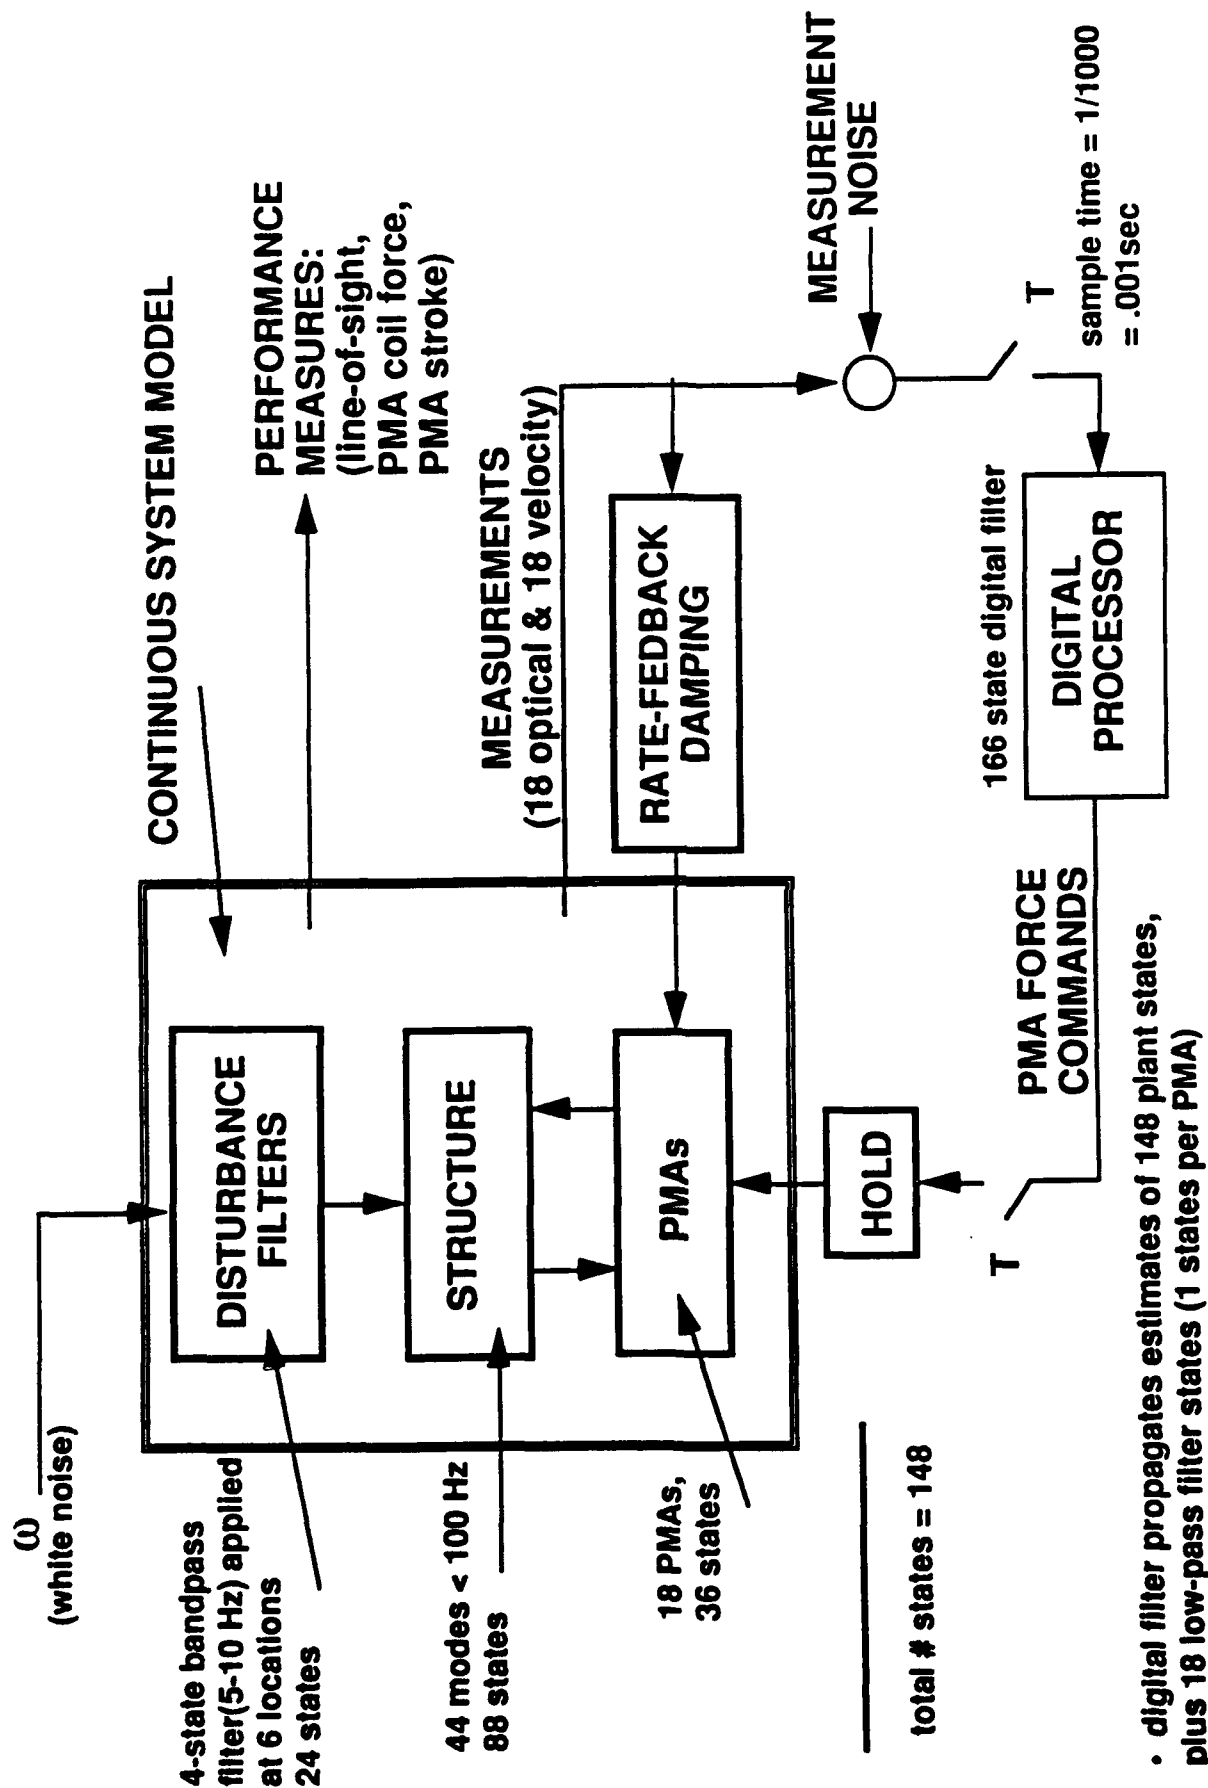 ω
(white noise)
4-state bandpass
filter(5-10 Hz) applied
at 6 locations
24 states
44 modes < 100 Hz
88 states
18 PMAs,
36 states
total # states = 148
CONTINUOUS SYSTEM MODEL
DISTURBANCE
FILTERS
STRUCTURE
PMAs
HOLD
PERFORMANCE
MEASURES:
(line-of-sight,
PMA coil force,
PMA stroke)
MEASUREMENTS
(18 optical & 18 velocity)
RATE-FEEDBACK
DAMPING
MEASUREMENT
NOISE
T
sample time = 1/1000
= .001sec
166 state digital filter
DIGITAL
PROCESSOR
PMA FORCE
COMMANDS
T
• digital filter propagates estimates of 148 plant states,
plus 18 low-pass filter states (1 states per PMA)